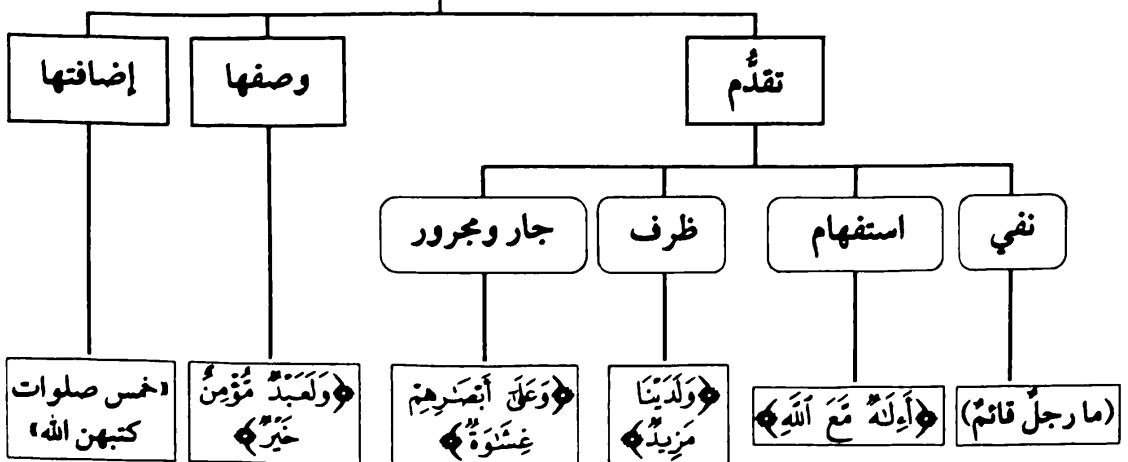 تقدُّم
وصفها
إضافتها
نفي
استفهام
ظرف
جار ومجرور
(ما رجلٌ قائمٌ)
﴿أَءِلَـٰهٌ مَّعَ ٱللَّهِ﴾
﴿وَلَدَيْنَا
مَزِيدٌ﴾
﴿وَعَلَىٰٓ أَبْصَـٰرِهِمْ
غِشَـٰوَةٌ﴾
﴿وَلَعَبْدٌ مُّؤْمِنٌ
خَيْرٌ﴾
«خمس صلوات
كتبهن الله»